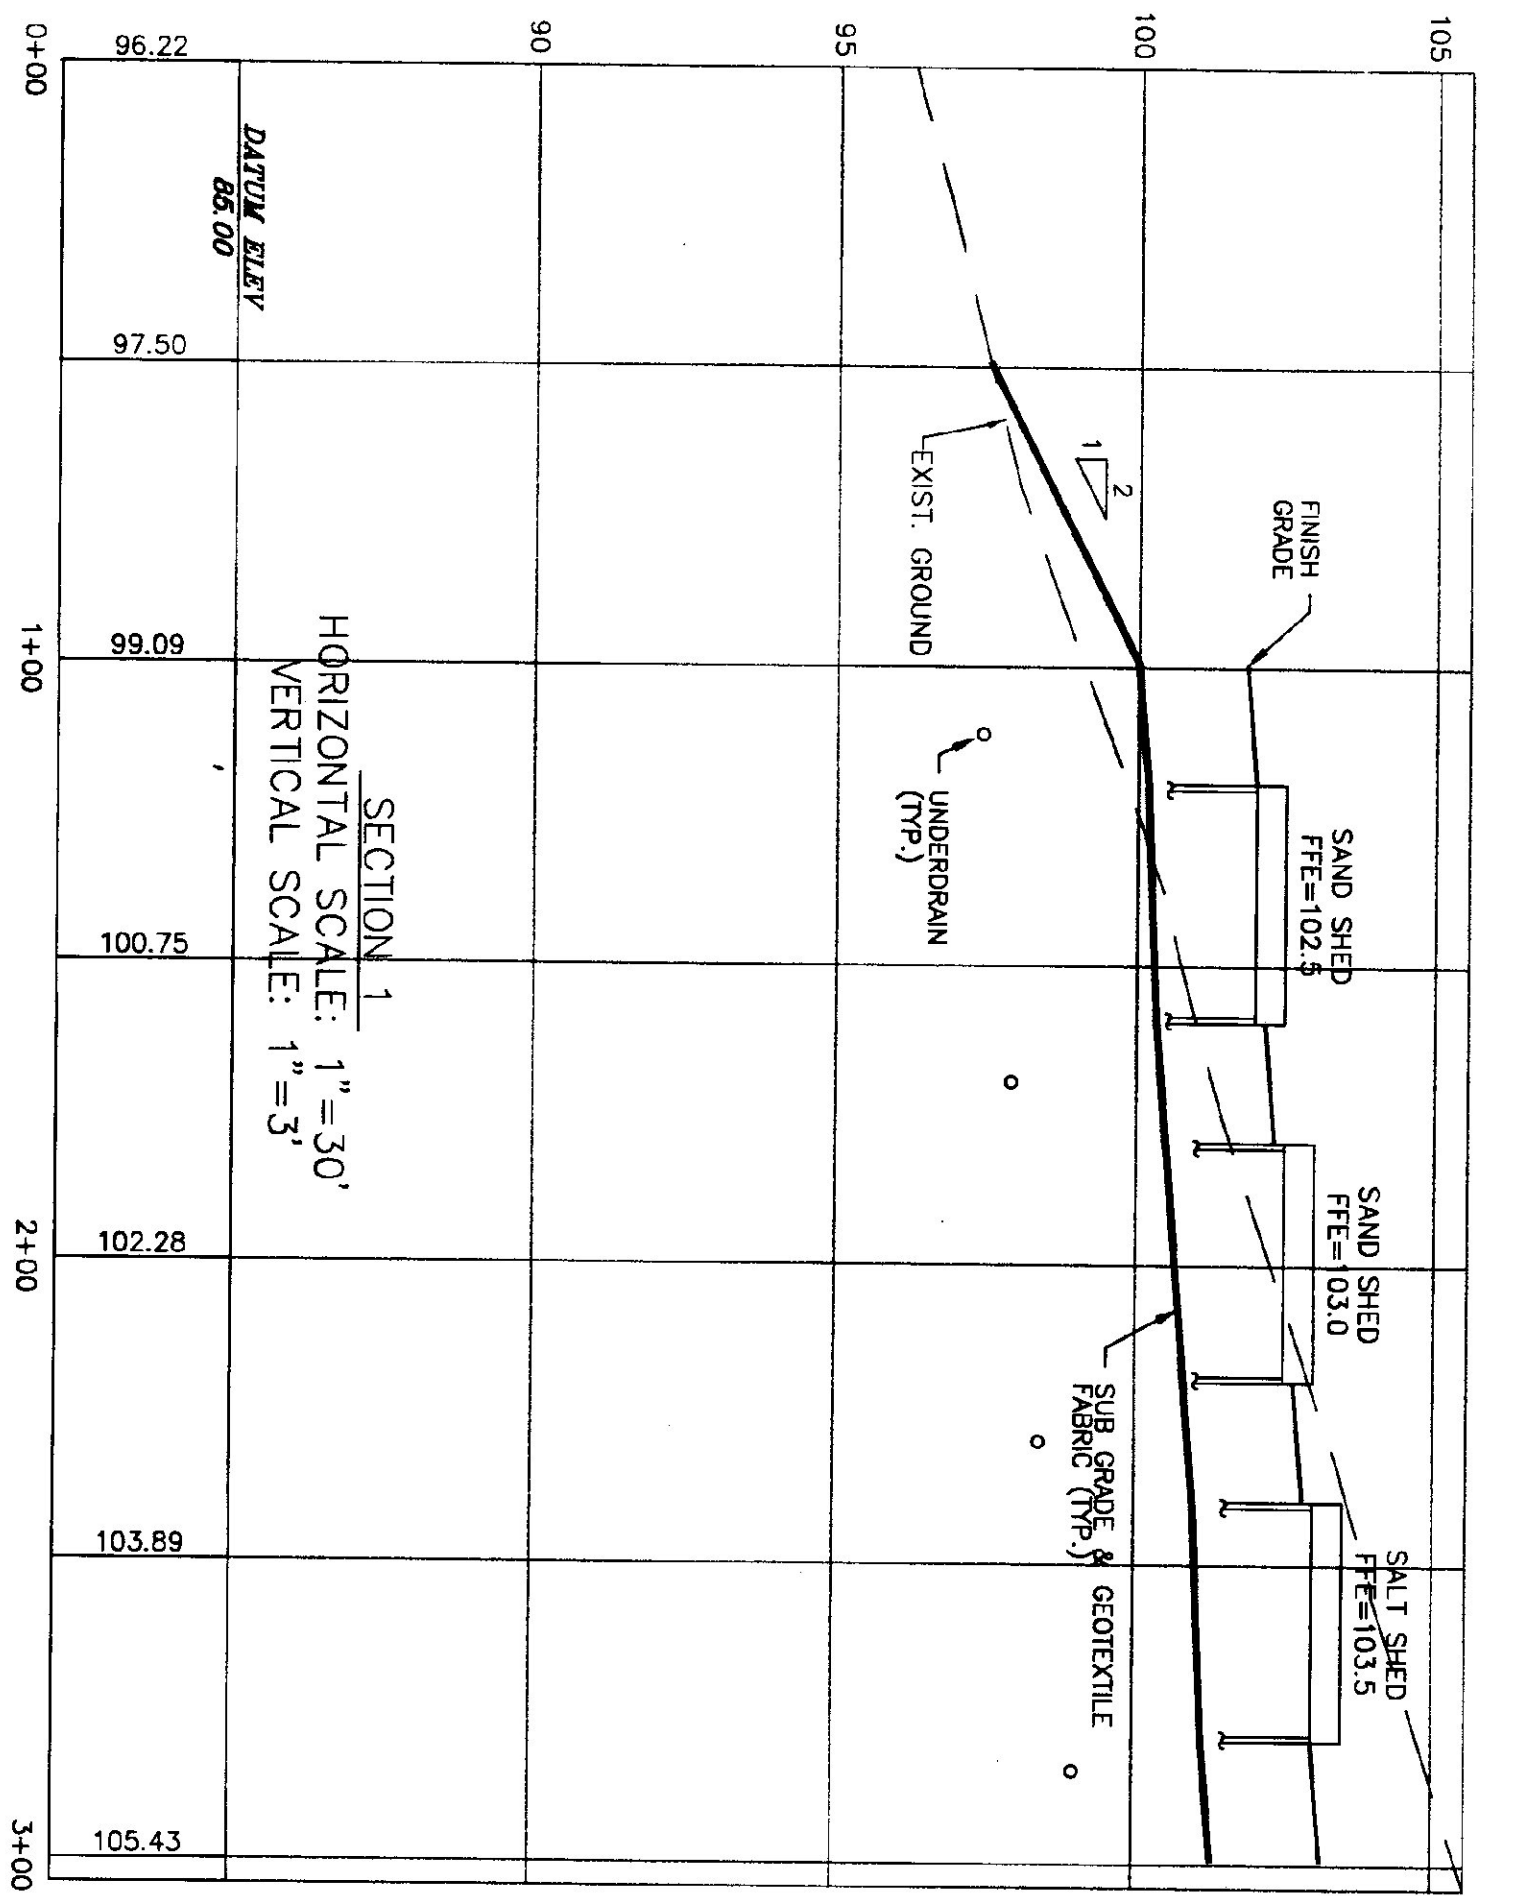 105
100
95
90
FINISH
GRADE
1
2
EXIST. GROUND
UNDERDRAIN
(TYP.)
SAND SHED
FFE=102.5
SAND SHED
FFE=103.0
SALT SHED
FFE=103.5
SUB GRADE & GEOTEXTILE
FABRIC (TYP.)
DATUM ELEV
85.00
SECTION 1
HORIZONTAL SCALE: 1"=30'
VERTICAL SCALE: 1"=3'
96.22
97.50
99.09
100.75
102.28
103.89
105.43
0+00
1+00
2+00
3+00